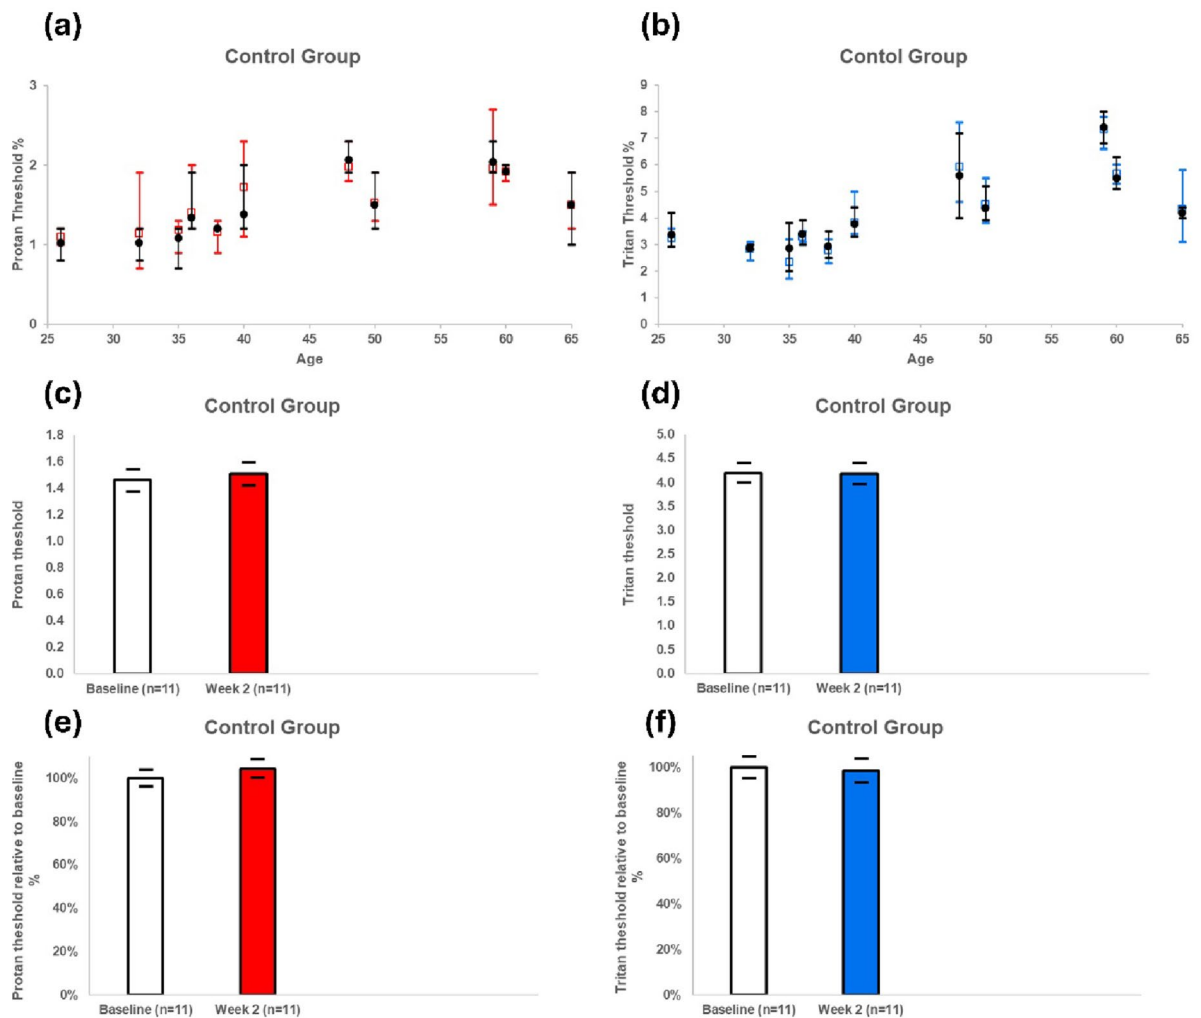 (a)
Control Group
3
2
1
0
Protan Threshold %
25 30 35 40 45 50 55 60 65
Age
(b)
Contol Group
9
8
7
6
5
4
3
2
1
0
Tritan Threshold %
25 30 35 40 45 50 55 60 65
Age
(c)
Control Group
1.8
1.6
1.4
1.2
1.0
0.8
0.6
0.4
0.2
0.0
Protan theshold
Baseline (n=11) Week 2 (n=11)
(d)
Control Group
5.0
4.5
4.0
3.5
3.0
2.5
2.0
1.5
1.0
0.5
0.0
Tritan theshold
Baseline (n=11) Week 2 (n=11)
(e)
Control Group
100%
80%
60%
40%
20%
0%
Protan theshold relative to baseline
%
Baseline (n=11) Week 2 (n=11)
(f)
Control Group
100%
80%
60%
40%
20%
0%
Tritan theshold relative to baseline
%
Baseline (n=11) Week 2 (n=11)